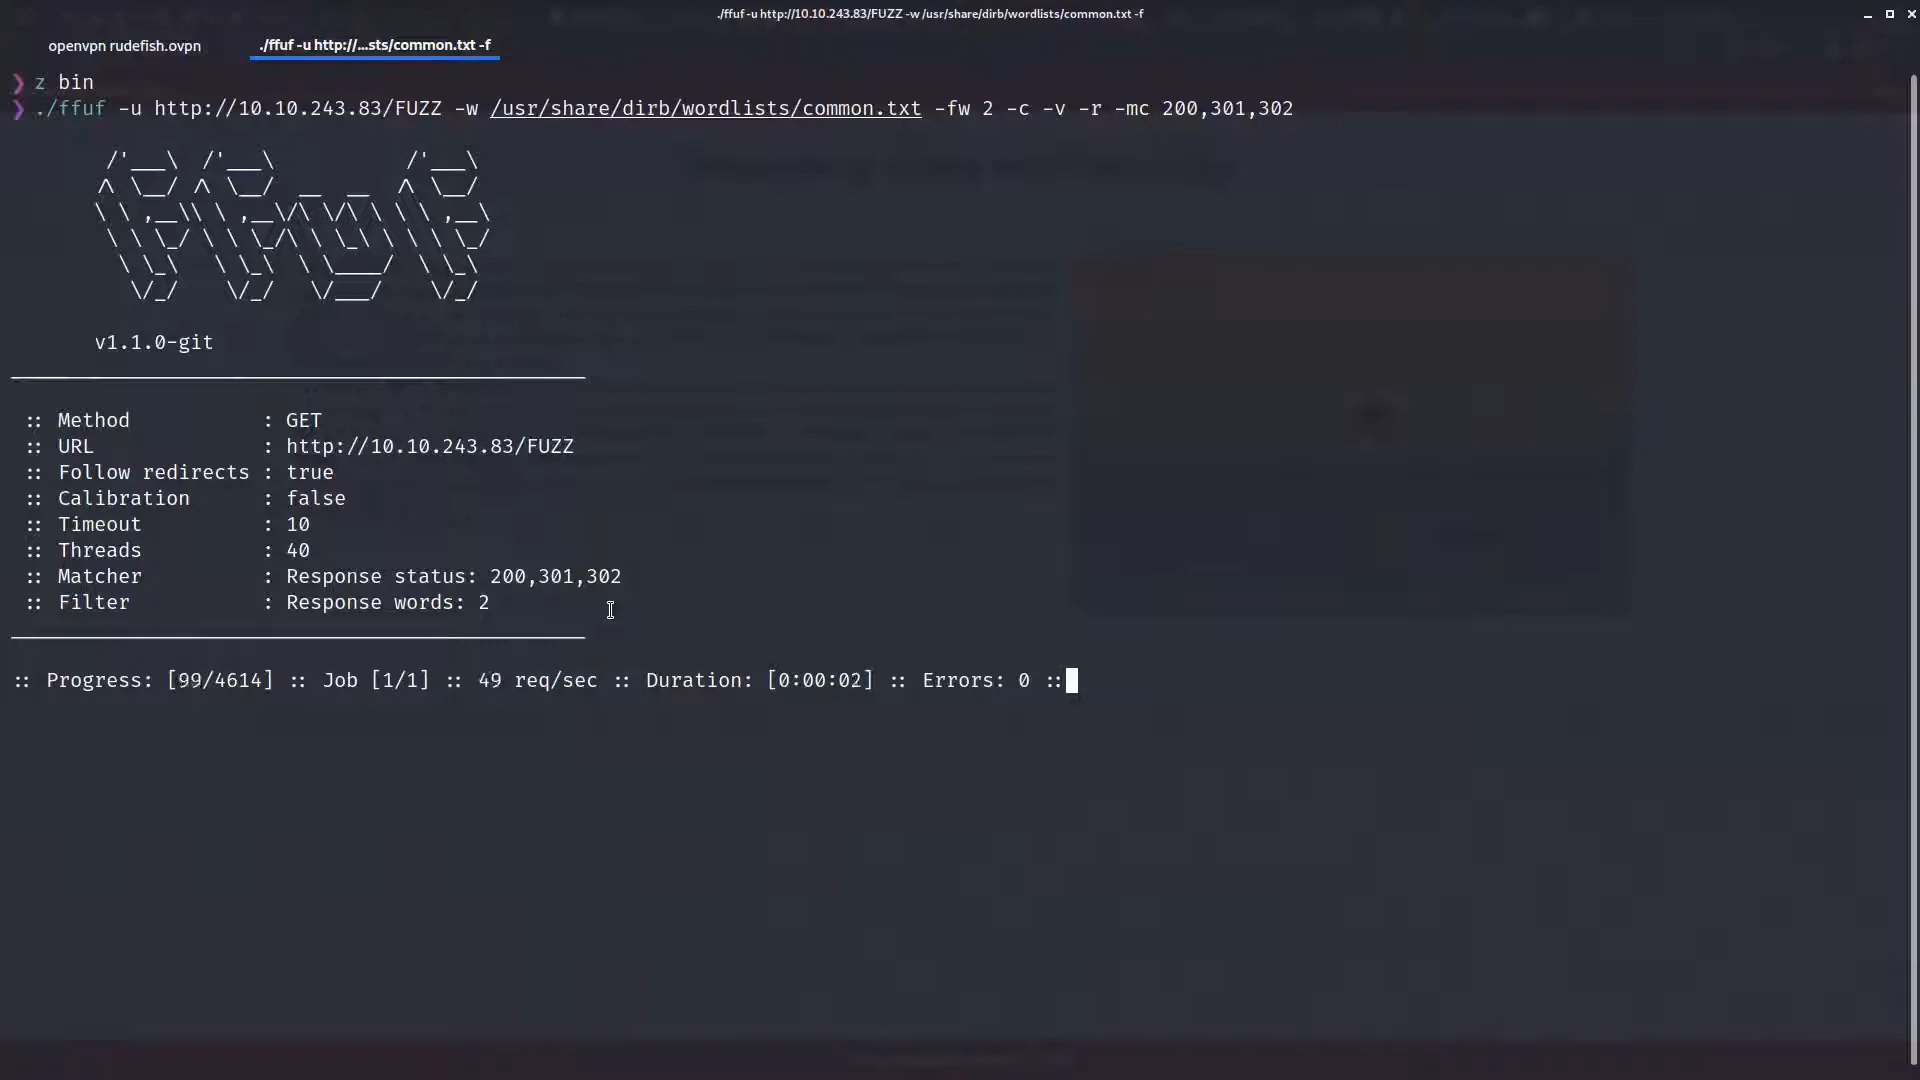 ./ffuf -u http://10.10.243.83/FUZZ -w /usr/share/dirb/wordlists/common.txt -f
openvpn rudefish.ovpn
./ffuf -u http://...sts/common.txt -f
❯ z bin
❯ ./ffuf -u http://10.10.243.83/FUZZ -w /usr/share/dirb/wordlists/common.txt -fw 2 -c -v -r -mc 200,301,302
v1.1.0-git
:: Method : GET
:: URL : http://10.10.243.83/FUZZ
:: Follow redirects : true
:: Calibration : false
:: Timeout : 10
:: Threads : 40
:: Matcher : Response status: 200,301,302
:: Filter : Response words: 2
:: Progress: [99/4614] :: Job [1/1] :: 49 req/sec :: Duration: [0:00:02] :: Errors: 0 ::